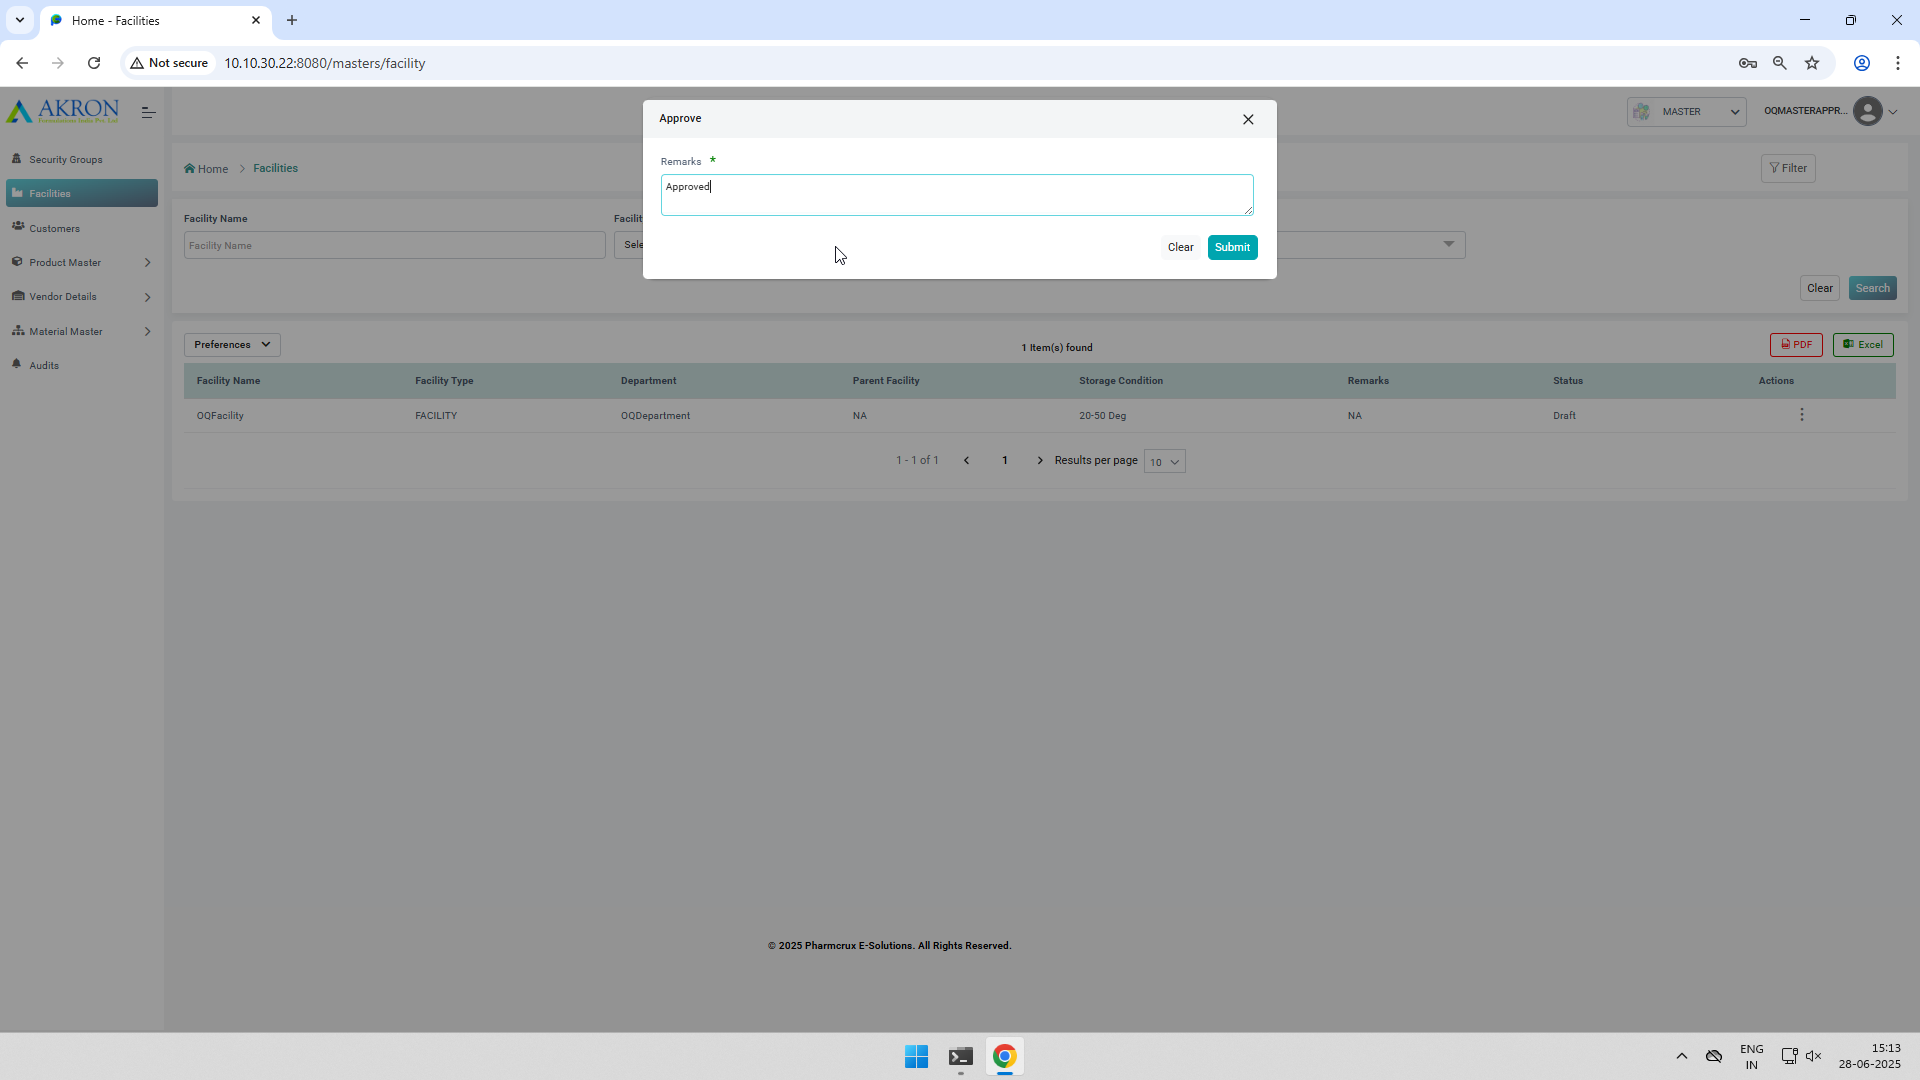 Home - Facilities
Not secure
10.10.30.22:8080/masters/facility
AKRON
MASTER
OQMASTERAPPR...
Approve
Remarks *
Approved
Clear
Submit
Security Groups
Facilities
Customers
Product Master
Vendor Details
Material Master
Audits
Home > Facilities
Filter
Facility Name
Facilit
Facility Name
Sele
Clear
Search
Preferences
1 Item(s) found
PDF
Excel
Facility Name Facility Type Department Parent Facility Storage Condition Remarks Status Actions
OQFacility FACILITY OQDepartment NA 20-50 Deg NA Draft
1 - 1 of 1 < 1 > Results per page 10
© 2025 Pharmcrux E-Solutions. All Rights Reserved.
ENG
IN
15:13
28-06-2025